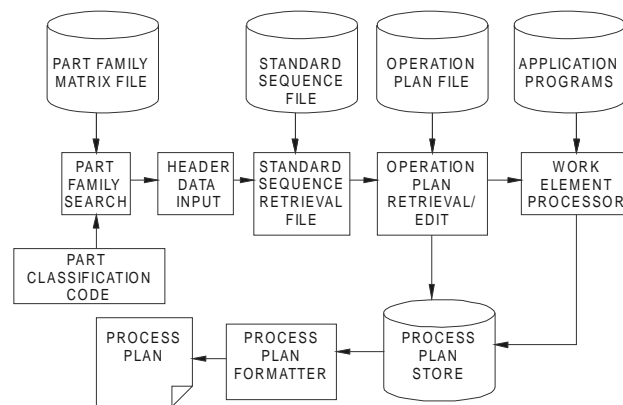 PART FAMILY
MATRIX FILE
STANDARD
SEQUENCE
FILE
OPERATION
PLAN FILE
APPLICATION
PROGRAMS
PART
FAMILY
SEARCH
HEADER
DATA
INPUT
STANDARD
SEQUENCE
RETRIEVAL
FILE
OPERATION
PLAN
RETRIEVAL/
EDIT
WORK
ELEMENT
PROCESSOR
PART
CLASSIFICATION
CODE
PROCESS
PLAN
PROCESS
PLAN
FORMATTER
PROCESS
PLAN
STORE